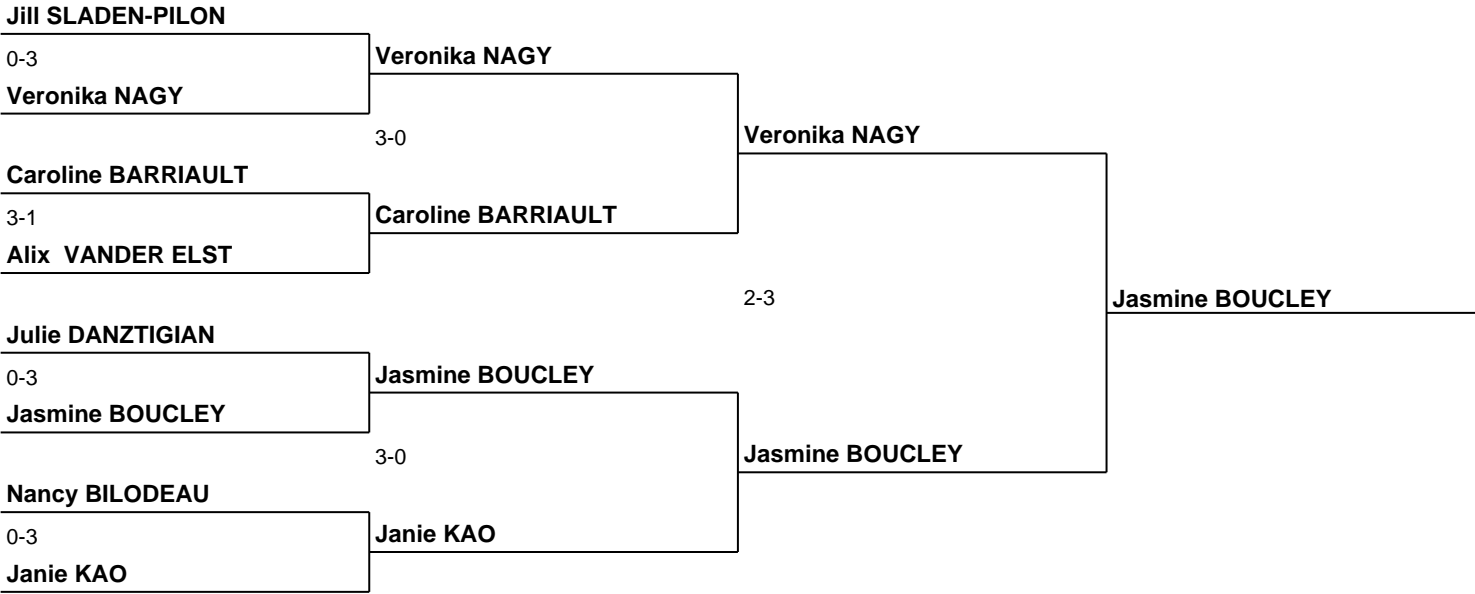 Jill SLADEN-PILON
0-3
Veronika NAGY
Veronika NAGY
3-0
Veronika NAGY
Caroline BARRIAULT
3-1
Caroline BARRIAULT
Alix VANDER ELST
2-3
Jasmine BOUCLEY
Julie DANZTIGIAN
0-3
Jasmine BOUCLEY
Jasmine BOUCLEY
3-0
Jasmine BOUCLEY
Nancy BILODEAU
0-3
Janie KAO
Janie KAO